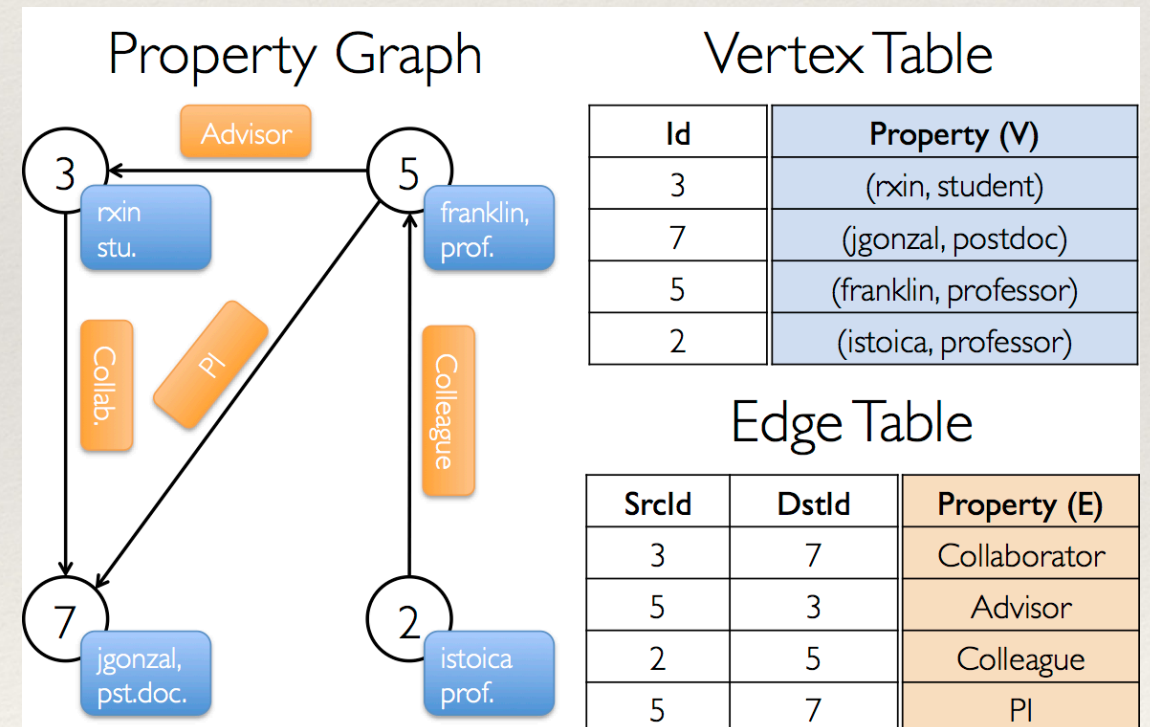 Property Graph
Advisor
3
rxin
stu.
5
franklin,
prof.
Collab.
PI
Colleague
7
jgonzal,
pst.doc.
2
istoica
prof.
Vertex Table
Id Property (V)
3 (rxin, student)
7 (jgonzal, postdoc)
5 (franklin, professor)
2 (istoica, professor)
Edge Table
SrcId DstId Property (E)
3 7 Collaborator
5 3 Advisor
2 5 Colleague
5 7 PI